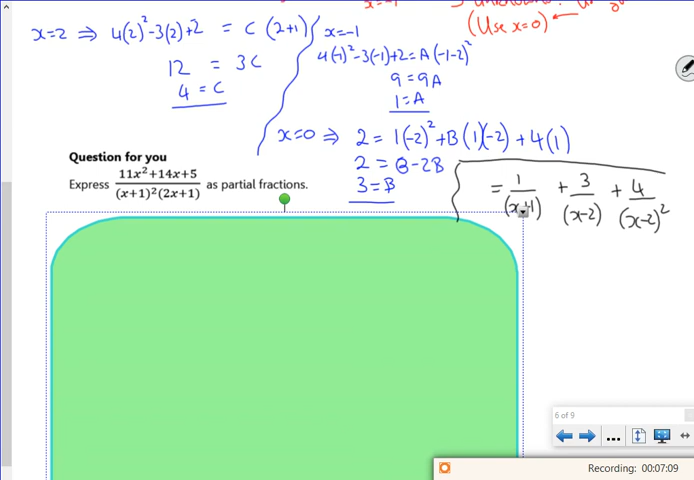 x=2 ⇒ 4(2)²-3(2)+2 = C (2+1)
12 = 3C
4 = C
x=-1
4(-1)²-3(-1)+2=A(-1-2)²
9=9A
1=A
(Use x=0)
x=0 ⇒ 2=1(-2)²+B(1)(-2)+4(1)
2 = 8-2B
3=B
= 1/(x+1) + 3/(x-2) + 4/(x-2)²
Question for you
Express 11x²+14x+5/(x+1)²(2x+1) as partial fractions.
6 of 9
...
Recording: 00:07:09